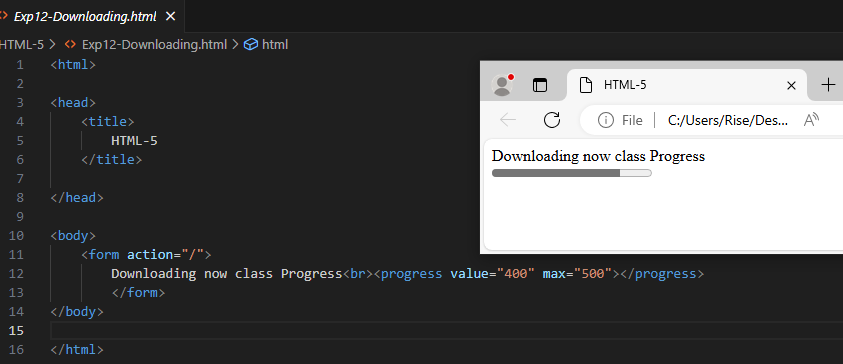 Exp12-Downloading.html
HTML-5 > Exp12-Downloading.html > html
1 <html>
2
3 <head>
4 <title>
5 HTML-5
6 </title>
7
8 </head>
9
10 <body>
11 <form action="/">
12 Downloading now class Progress<br><progress value="400" max="500"></progress>
13 </form>
14 </body>
15
16 </html>
HTML-5
File | C:/Users/Rise/Des...
Downloading now class Progress